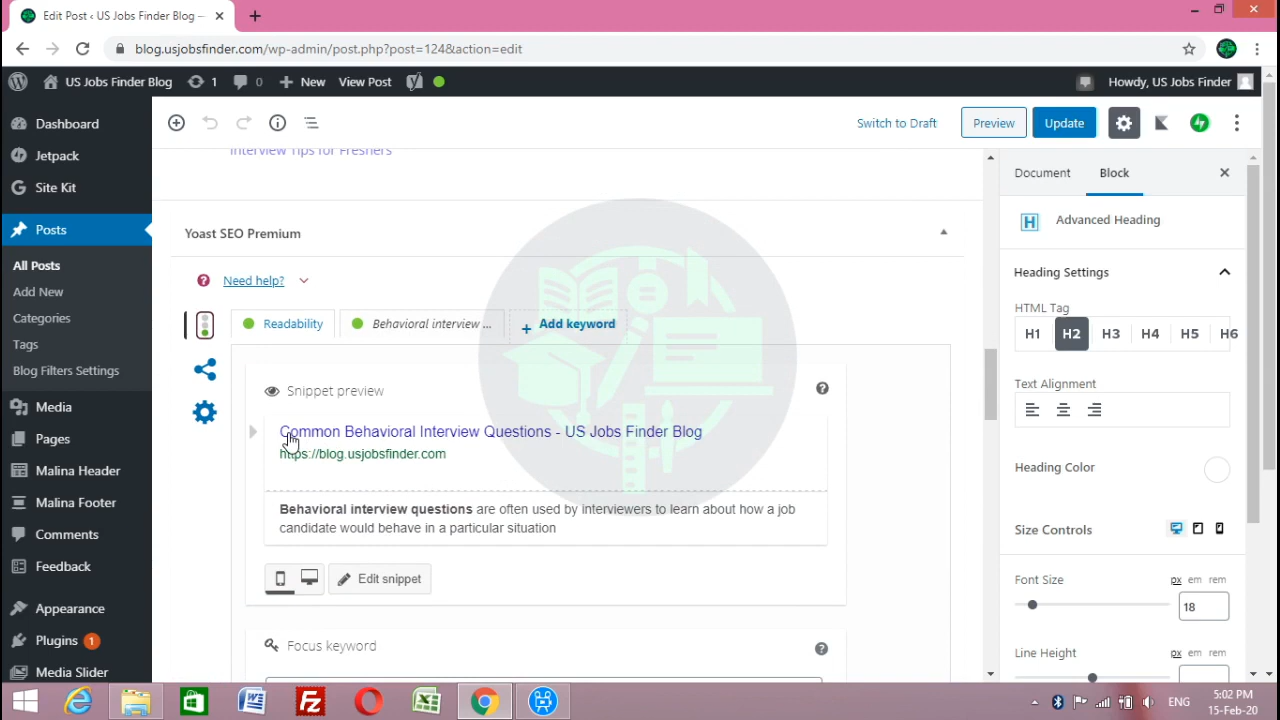 Edit Post ‹ US Jobs Finder Blog —
blog.usjobsfinder.com/wp-admin/post.php?post=124&action=edit
US Jobs Finder Blog
1
0
New
View Post
Howdy, US Jobs Finder
Dashboard
Jetpack
Site Kit
Posts
All Posts
Add New
Categories
Tags
Blog Filters Settings
Media
Pages
Malina Header
Malina Footer
Comments
Feedback
Appearance
Plugins 1
Media Slider
Switch to Draft
Preview
Update
Interview Tips for Freshers
Yoast SEO Premium
Need help?
Readability
Behavioral interview ...
+ Add keyword
Snippet preview
Common Behavioral Interview Questions - US Jobs Finder Blog
https://blog.usjobsfinder.com
Behavioral interview questions are often used by interviewers to learn about how a job
candidate would behave in a particular situation
Edit snippet
Focus keyword
Document
Block
H
Advanced Heading
Heading Settings
HTML Tag
H1 H2 H3 H4 H5 H6
Text Alignment
Heading Color
Size Controls
Font Size
px em rem
18
Line Height
px em rem
ENG
5:02 PM
15-Feb-20